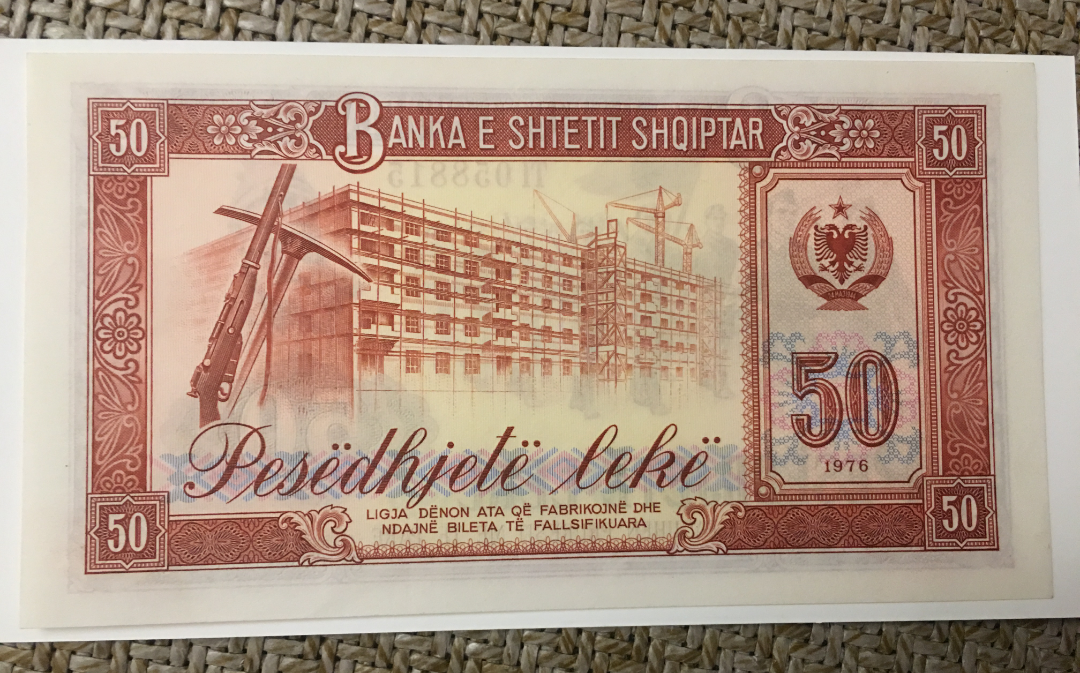 50 BANKA E SHTETIT SHQIPTAR 50
50
1976
Pesëdhjetë lekë
LIGJA DËNON ATA QË FABRIKOJNË DHE
NDAJNË BILETA TË FALLSIFIKUARA
50 50